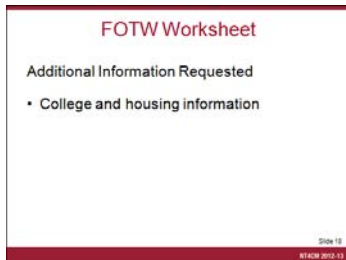 FOTW Worksheet
Additional Information Requested
• College and housing information
Slide 18
NT4CM 2012-13